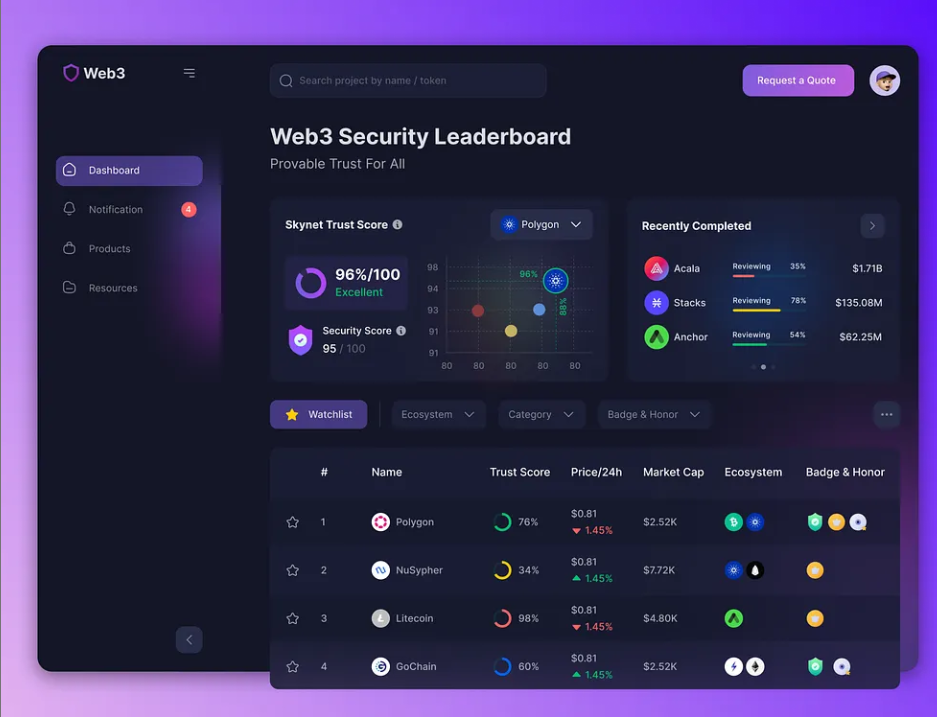 Web3
Search project by name / token
Request a Quote
Web3 Security Leaderboard
Provable Trust For All
Dashboard
Notification 4
Products
Resources
Skynet Trust Score
Polygon
96%/100
Excellent
Security Score
95 / 100
98
94
93
91
91
80 80 80 80 80
96%
88%
Recently Completed
Acala Reviewing 35% $1.71B
Stacks Reviewing 78% $135.08M
Anchor Reviewing 54% $62.25M
Watchlist
Ecosystem
Category
Badge & Honor
# Name Trust Score Price/24h Market Cap Ecosystem Badge & Honor
1 Polygon 76% $0.81 1.45% $2.52K
2 NuSypher 34% $0.81 1.45% $7.72K
3 Litecoin 98% $0.81 1.45% $4.80K
4 GoChain 60% $0.81 1.45% $2.52K